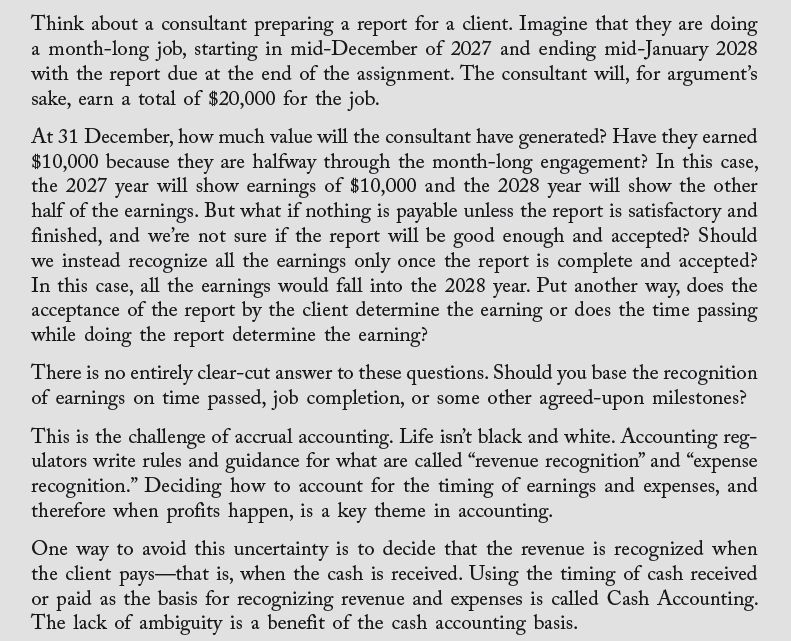 Think about a consultant preparing a report for a client. Imagine that they are doing
a month-long job, starting in mid-December of 2027 and ending mid-January 2028
with the report due at the end of the assignment. The consultant will, for argument’s
sake, earn a total of $20,000 for the job.
At 31 December, how much value will the consultant have generated? Have they earned
$10,000 because they are halfway through the month-long engagement? In this case,
the 2027 year will show earnings of $10,000 and the 2028 year will show the other
half of the earnings. But what if nothing is payable unless the report is satisfactory and
finished, and we’re not sure if the report will be good enough and accepted? Should
we instead recognize all the earnings only once the report is complete and accepted?
In this case, all the earnings would fall into the 2028 year. Put another way, does the
acceptance of the report by the client determine the earning or does the time passing
while doing the report determine the earning?
There is no entirely clear-cut answer to these questions. Should you base the recognition
of earnings on time passed, job completion, or some other agreed-upon milestones?
This is the challenge of accrual accounting. Life isn’t black and white. Accounting reg-
ulators write rules and guidance for what are called “revenue recognition” and “expense
recognition.” Deciding how to account for the timing of earnings and expenses, and
therefore when profits happen, is a key theme in accounting.
One way to avoid this uncertainty is to decide that the revenue is recognized when
the client pays—that is, when the cash is received. Using the timing of cash received
or paid as the basis for recognizing revenue and expenses is called Cash Accounting.
The lack of ambiguity is a benefit of the cash accounting basis.